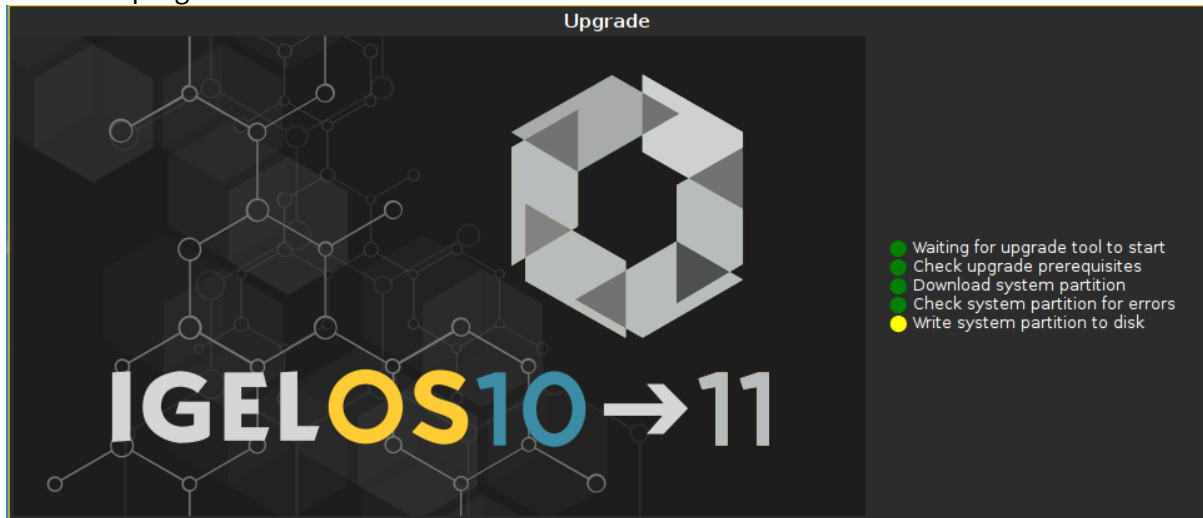 Upgrade
Waiting for upgrade tool to start
Check upgrade prerequisites
Download system partition
Check system partition for errors
Write system partition to disk
IGELOS10→11